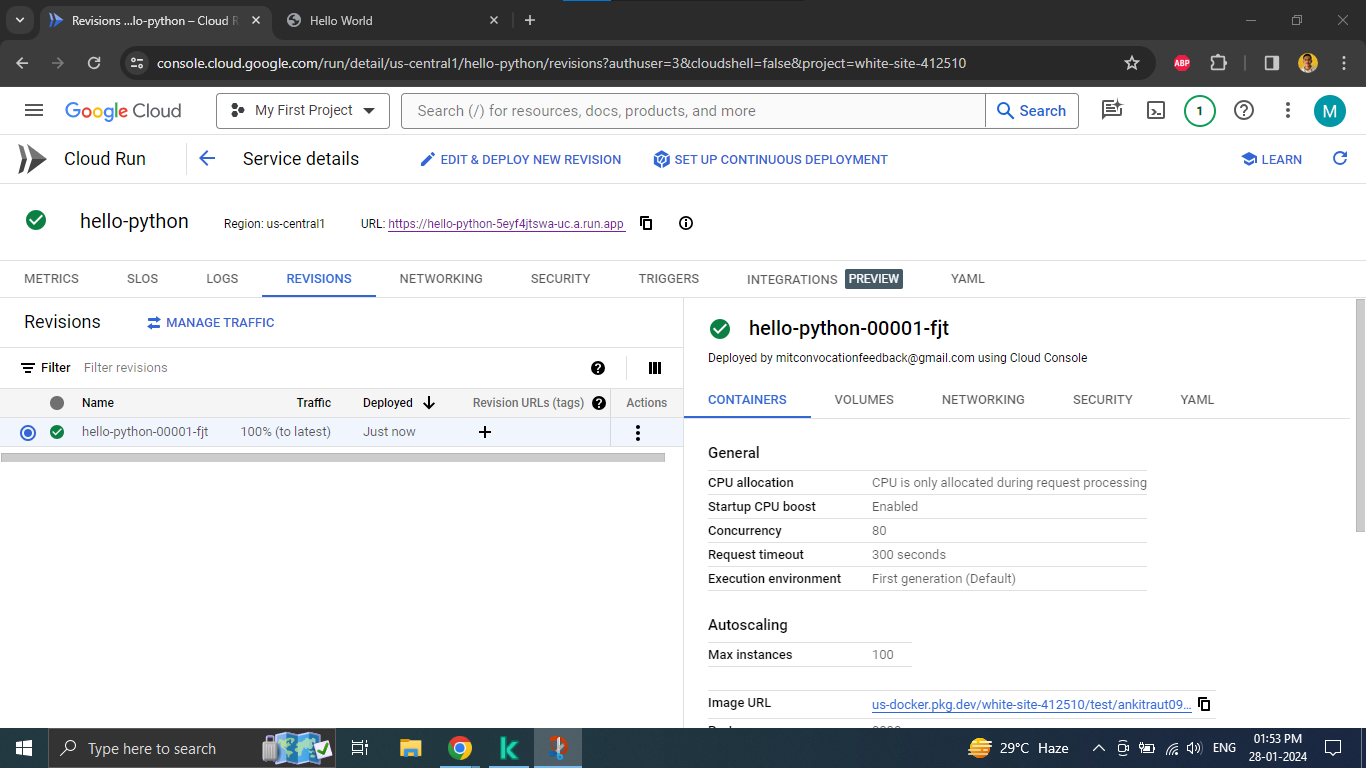 Revisions ...lo-python – Cloud R
Hello World
console.cloud.google.com/run/detail/us-central1/hello-python/revisions?authuser=3&cloudshell=false&project=white-site-412510
ABP
Google Cloud
My First Project
Search (/) for resources, docs, products, and more
Search
1
M
Cloud Run
Service details
EDIT & DEPLOY NEW REVISION
SET UP CONTINUOUS DEPLOYMENT
LEARN
hello-python
Region: us-central1
URL: https://hello-python-5eyf4jtswa-uc.a.run.app
METRICS
SLOS
LOGS
REVISIONS
NETWORKING
SECURITY
TRIGGERS
INTEGRATIONS PREVIEW
YAML
Revisions
MANAGE TRAFFIC
Filter Filter revisions
Name Traffic Deployed Revision URLs (tags) Actions
hello-python-00001-fjt 100% (to latest) Just now
hello-python-00001-fjt
Deployed by mitconvocationfeedback@gmail.com using Cloud Console
CONTAINERS
VOLUMES
NETWORKING
SECURITY
YAML
General
CPU allocation CPU is only allocated during request processing
Startup CPU boost Enabled
Concurrency 80
Request timeout 300 seconds
Execution environment First generation (Default)
Autoscaling
Max instances 100
Image URL us-docker.pkg.dev/white-site-412510/test/ankitraut09...
Type here to search
29°C Haze
ENG
01:53 PM
28-01-2024